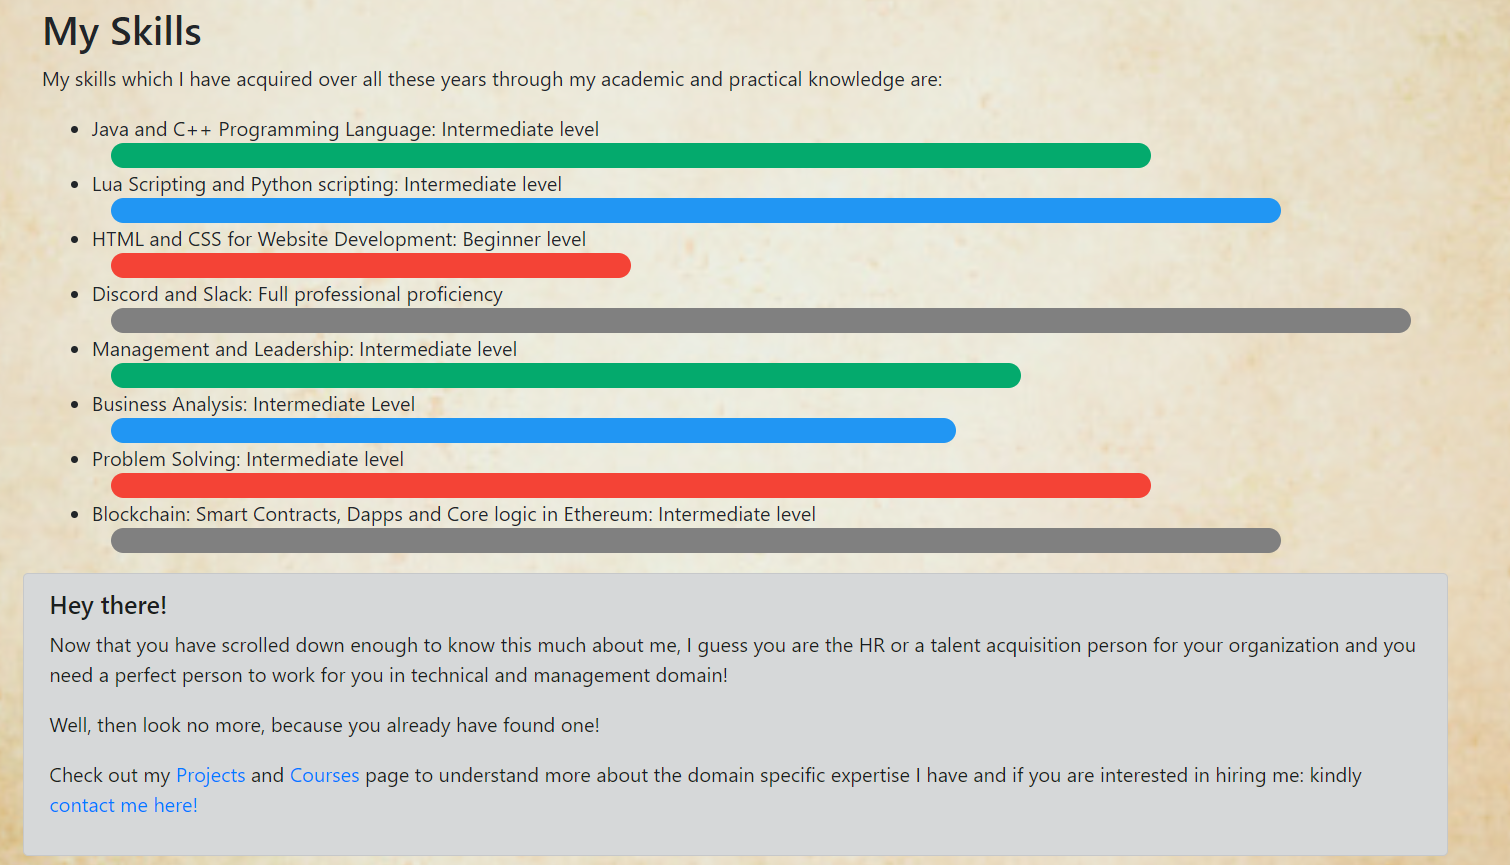 My Skills
My skills which I have acquired over all these years through my academic and practical knowledge are:
Java and C++ Programming Language: Intermediate level
Lua Scripting and Python scripting: Intermediate level
HTML and CSS for Website Development: Beginner level
Discord and Slack: Full professional proficiency
Management and Leadership: Intermediate level
Business Analysis: Intermediate Level
Problem Solving: Intermediate level
Blockchain: Smart Contracts, Dapps and Core logic in Ethereum: Intermediate level
Hey there!
Now that you have scrolled down enough to know this much about me, I guess you are the HR or a talent acquisition person for your organization and you
need a perfect person to work for you in technical and management domain!
Well, then look no more, because you already have found one!
Check out my Projects and Courses page to understand more about the domain specific expertise I have and if you are interested in hiring me: kindly
contact me here!